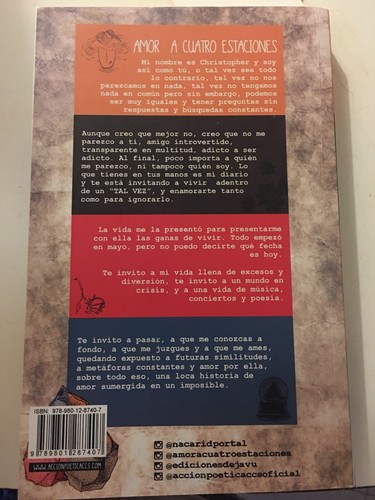 AMOR A CUATRO ESTACIONES
Mi nombre es Christopher y soy
así como tú, o tal vez sea todo
lo contrario, tal vez no nos
parezcamos en nada, tal vez no tengamos
nada en común pero sin embargo, podemos
ser muy iguales y tener preguntas sin
respuestas y búsquedas constantes.
Aunque creo que mejor no, creo que no me
parezco a ti, amigo introvertido,
transparente en multitud, adicto a ser
adicto. Al final, poco importa a quién
me parezco, ni tampoco quién soy. Lo
que tienes en tus manos es mi diario
y te está invitando a vivir adentro
de un "TAL VEZ", y enamorarte tanto
como para ignorarlo.
La vida me la presentó para presentarme
con ella las ganas de vivir. Todo empezó
en mayo, pero no puedo decirte qué fecha
es hoy.
Te invito a mi vida llena de excesos y
diversión, te invito a un mundo en
crisis, y a una vida de música,
conciertos y poesía.
Te invito a pasar, a que me conozcas a
fondo, a que me juzgues y a que me ames,
quedando expuesto a futuras similitudes,
a metáforas constantes y amor por ella,
sobre todo eso, una loca historia de
amor sumergida en un imposible.
ISBN: 978-980-12-8740-7
9 789801 287407
WWW.ACCIONPOETICACCS.COM
@nacaridportal
@amoracuatroestaciones
@edicionesdejavu
@accionpoeticaccsoficial